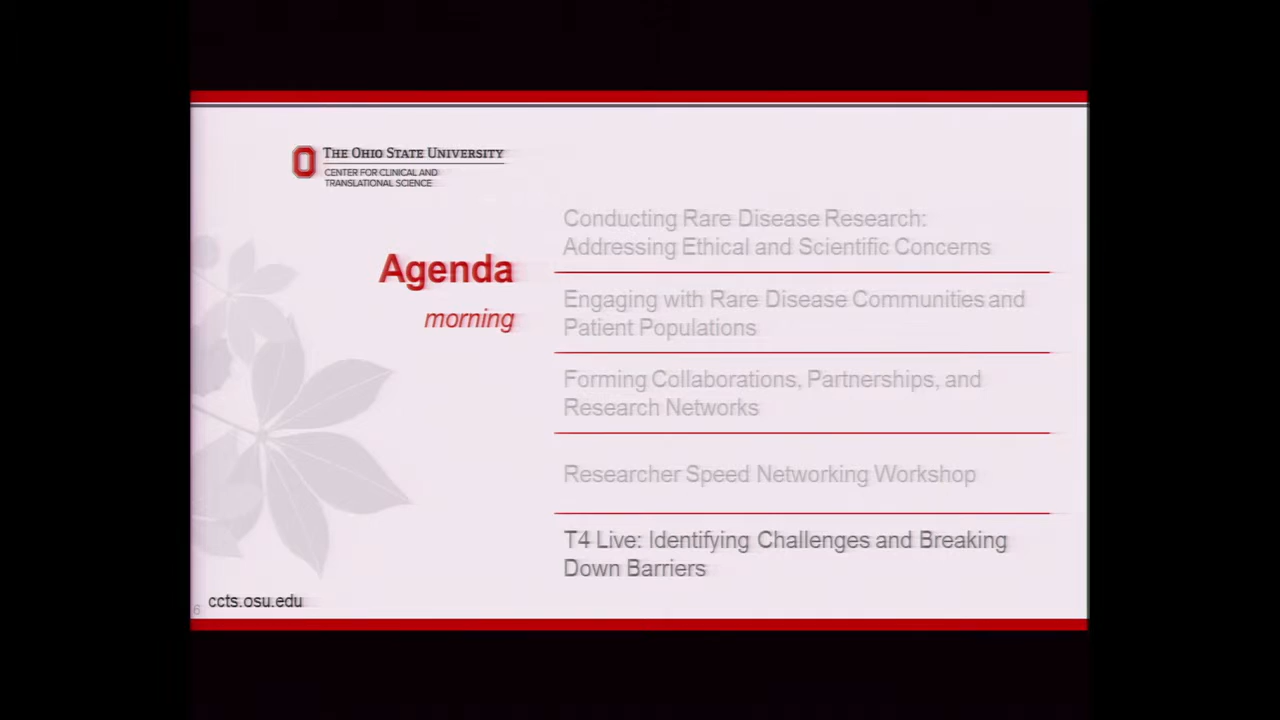 THE OHIO STATE UNIVERSITY
CENTER FOR CLINICAL AND
TRANSLATIONAL SCIENCE
Agenda
morning
Conducting Rare Disease Research:
Addressing Ethical and Scientific Concerns
Engaging with Rare Disease Communities and
Patient Populations
Forming Collaborations, Partnerships, and
Research Networks
Researcher Speed Networking Workshop
T4 Live: Identifying Challenges and Breaking
Down Barriers
6
ccts.osu.edu